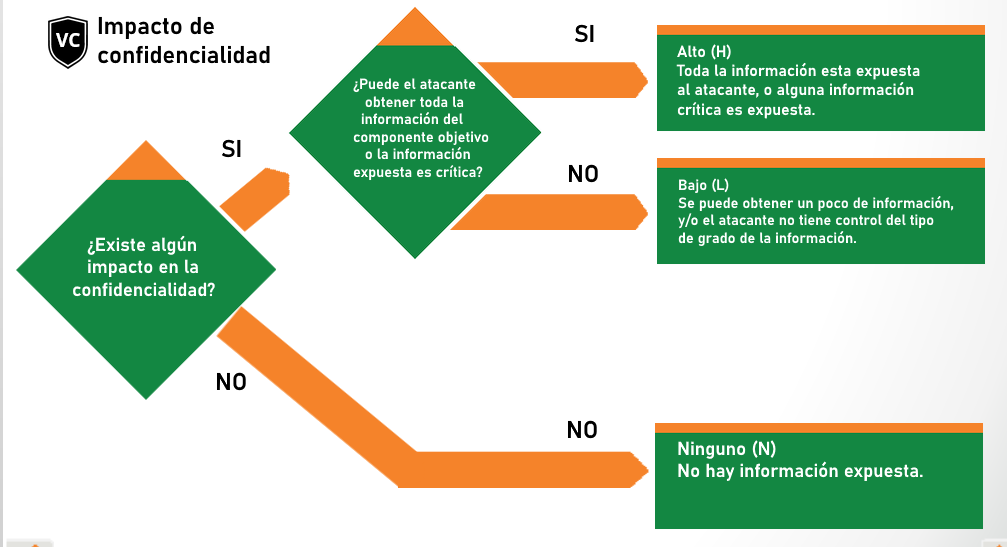 VC
Impacto de
confidencialidad
¿Existe algún
impacto en la
confidencialidad?
SI
NO
¿Puede el atacante
obtener toda la
información del
componente objetivo
o la información
expuesta es crítica?
SI
NO
Alto (H)
Toda la información esta expuesta
al atacante, o alguna información
crítica es expuesta.
Bajo (L)
Se puede obtener un poco de información,
y/o el atacante no tiene control del tipo
de grado de la información.
NO
Ninguno (N)
No hay información expuesta.